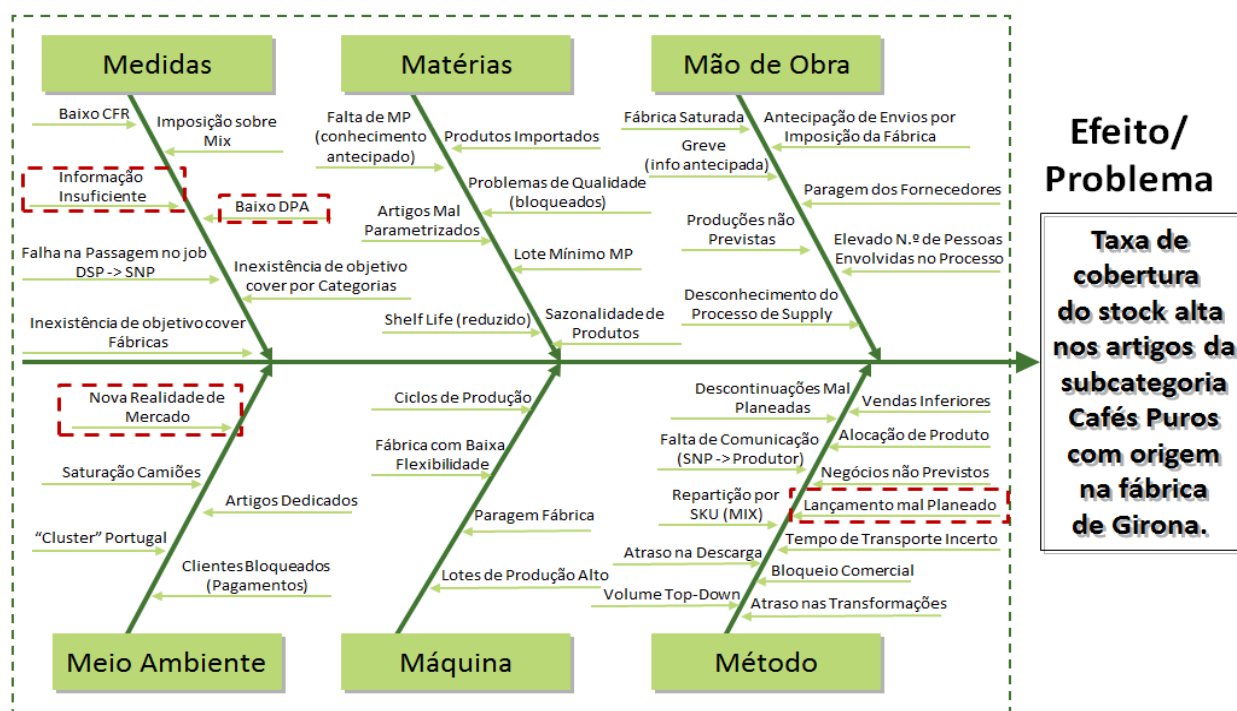 Medidas
Matérias
Mão de Obra
Baixo CFR
Imposição sobre
Mix
Informação
Insuficiente
Baixo DPA
Falha na Passagem no job
DSP -> SNP
Inexistência de objetivo
cover por Categorias
Inexistência de objetivo cover
Fábricas
Falta de MP
(conhecimento
antecipado)
Produtos Importados
Problemas de Qualidade
(bloqueados)
Artigos Mal
Parametrizados
Lote Mínimo MP
Shelf Life (reduzido)
Sazonalidade de
Produtos
Fábrica Saturada
Antecipação de Envios por
Imposição da Fábrica
Greve
(info antecipada)
Paragem dos Fornecedores
Produções não
Previstas
Elevado N.º de Pessoas
Envolvidas no Processo
Desconhecimento do
Processo de Supply
Efeito/
Problema
Taxa de
cobertura
do stock alta
nos artigos da
subcategoria
Cafés Puros
com origem
na fábrica
de Girona.
Nova Realidade de
Mercado
Saturação Camiões
Artigos Dedicados
“Cluster” Portugal
Clientes Bloqueados
(Pagamentos)
Ciclos de Produção
Fábrica com Baixa
Flexibilidade
Paragem Fábrica
Lotes de Produção Alto
Descontinuações Mal
Planeadas
Vendas Inferiores
Falta de Comunicação
(SNP -> Produtor)
Alocação de Produto
Negócios não Previstos
Repartição por
SKU (MIX)
Lançamento mal Planeado
Tempo de Transporte Incerto
Atraso na Descarga
Bloqueio Comercial
Volume Top-Down
Atraso nas Transformações
Meio Ambiente
Máquina
Método